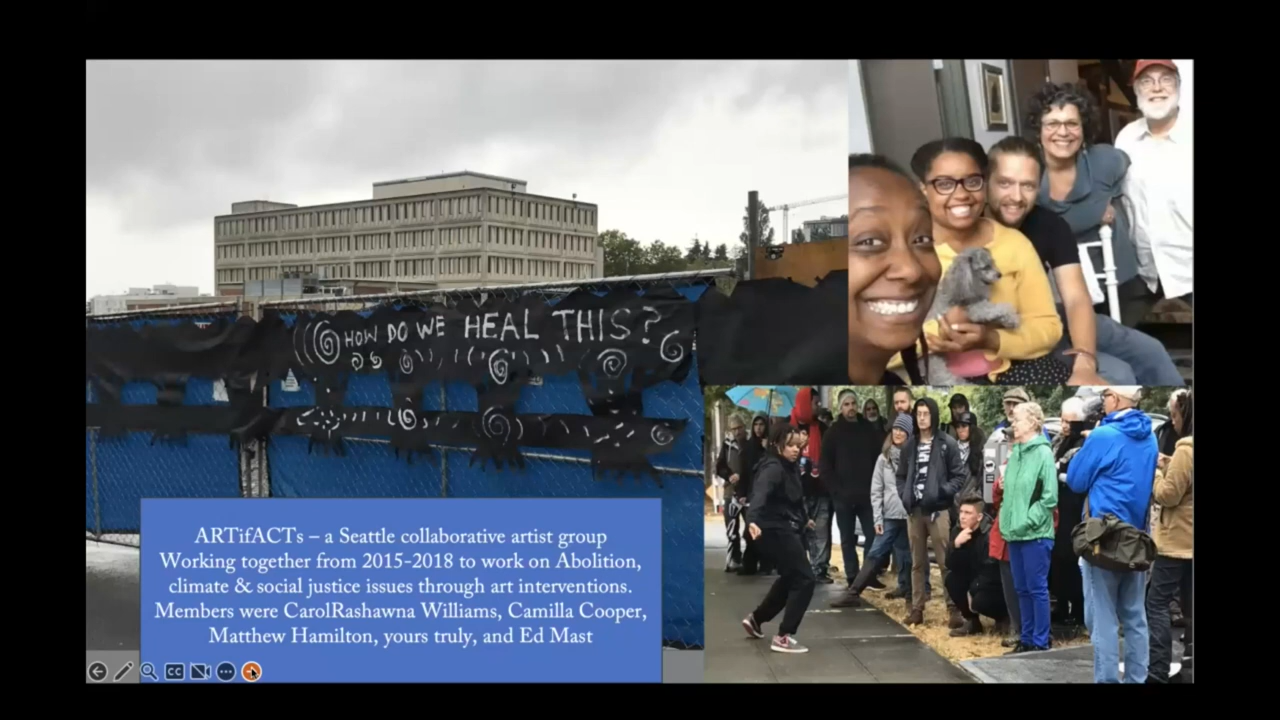 HOW DO WE HEAL THIS?
ARTifACTs – a Seattle collaborative artist group
Working together from 2015-2018 to work on Abolition,
climate & social justice issues through art interventions.
Members were CarolRashawna Williams, Camilla Cooper,
Matthew Hamilton, yours truly, and Ed Mast
CC